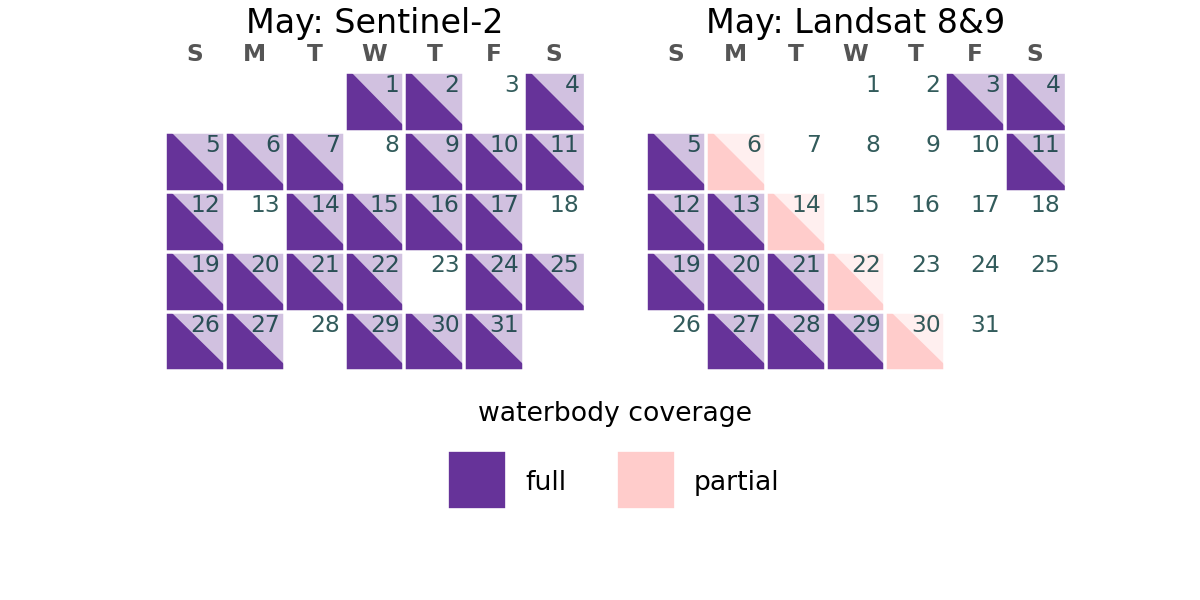 May: Sentinel-2
S M T W T F S
1 2 3 4
5 6 7 8 9 10 11
12 13 14 15 16 17 18
19 20 21 22 23 24 25
26 27 28 29 30 31
May: Landsat 8&9
S M T W T F S
1 2 3 4
5 6 7 8 9 10 11
12 13 14 15 16 17 18
19 20 21 22 23 24 25
26 27 28 29 30 31
waterbody coverage
full partial